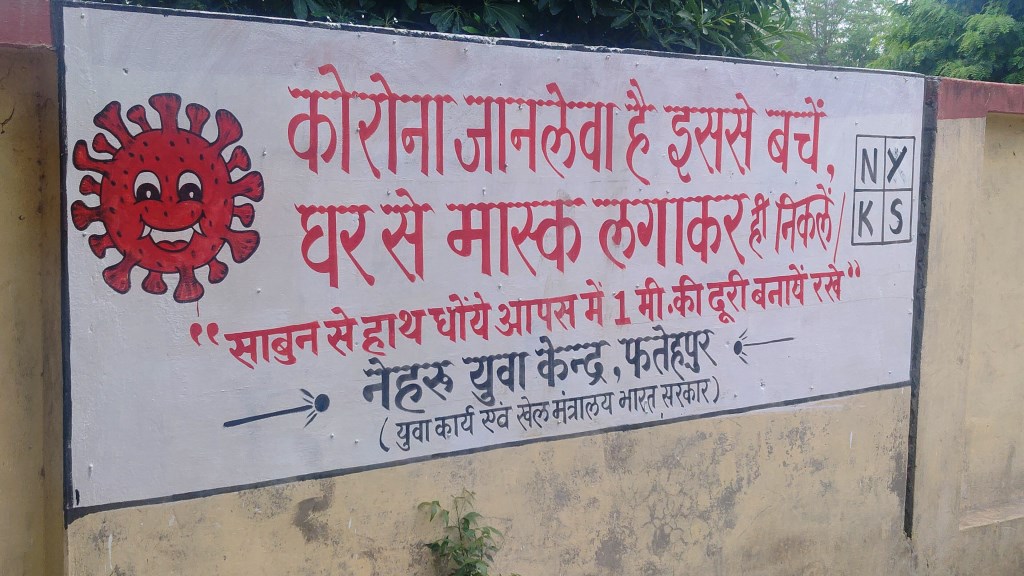 कोरोना जानलेवा है इससे बचें,
घर से मास्क लगाकर ही निकलें/
"साबुन से हाथ धोंये आपस में 1 मी.की दूरी बनायें रखे"
नेहरू युवा केन्द्र, फतेहपुर
(युवा कार्य एवं खेल मंत्रालय भारत सरकार)
N Y
K S